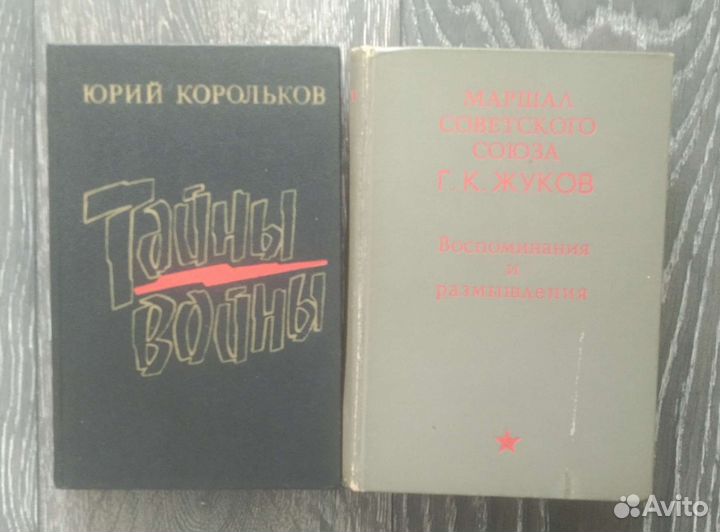 ЮРИЙ КОРОЛЬКОВ
ТАЙНЫ
ВОЙНЫ
МАРШАЛ
СОВЕТСКОГО
СОЮЗА
Г. К. ЖУКОВ
Воспоминания
и
размышления
Avito